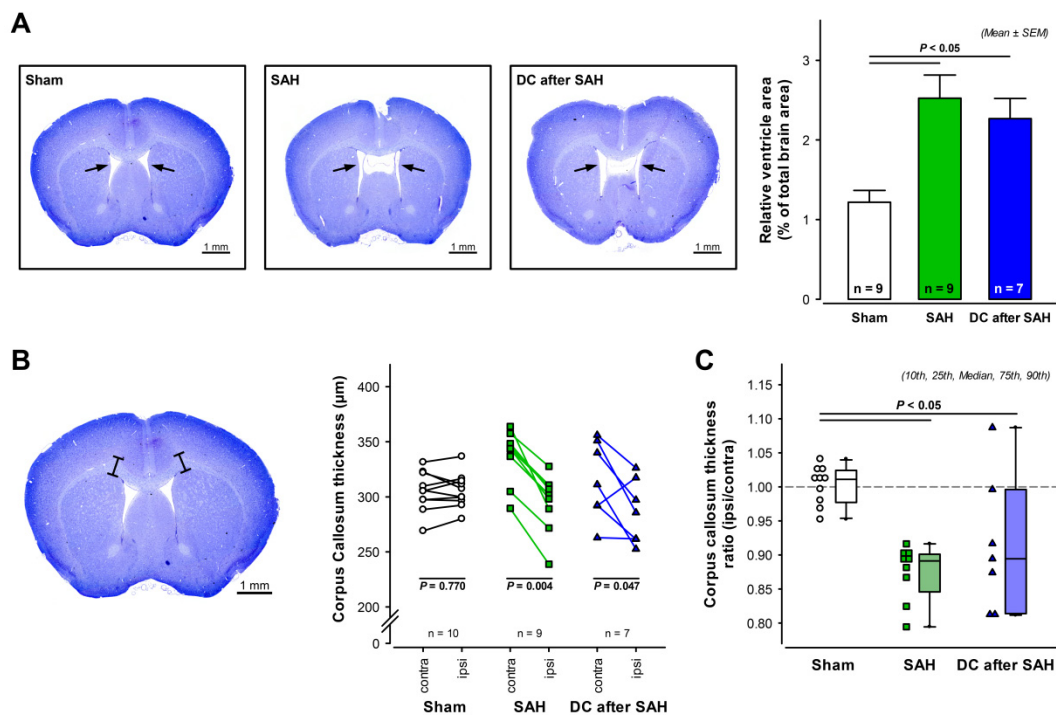 A
Sham
1 mm
SAH
1 mm
DC after SAH
1 mm
(Mean ± SEM)
P < 0.05
Relative ventricle area
(% of total brain area)
3
2
1
0
n = 9
n = 9
n = 7
Sham
SAH
DC after SAH
B
1 mm
Corpus Callosum thickness (µm)
400
350
300
250
200
0
P = 0.770
P = 0.004
P = 0.047
n = 10
n = 9
n = 7
contra
ipsi
contra
ipsi
contra
ipsi
Sham
SAH
DC after SAH
C
(10th, 25th, Median, 75th, 90th)
P < 0.05
Corpus callosum thickness
ratio (ipsi/contra)
1.15
1.10
1.05
1.00
0.95
0.90
0.85
0.80
Sham
SAH
DC after SAH